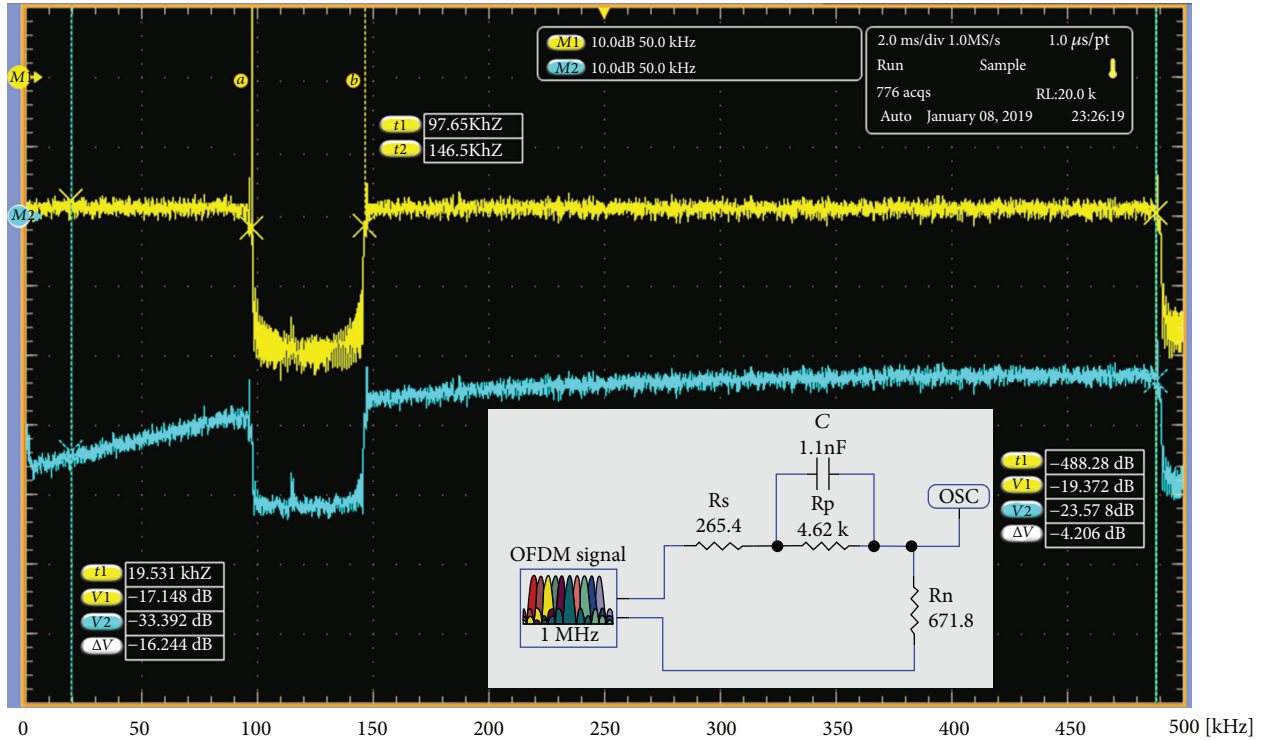 M1 10.0dB 50.0 kHz
M2 10.0dB 50.0 kHz
2.0 ms/div 1.0MS/s 1.0 μs/pt
Run Sample
776 acqs RL:20.0 k
Auto January 08, 2019 23:26:19
M1
a
b
t1 97.65KhZ
t2 146.5KhZ
M2
C
1.1nF
Rs
265.4
Rp
4.62 k
OSC
OFDM signal
1 MHz
Rn
671.8
t1 −488.28 dB
V1 −19.372 dB
V2 −23.57 8dB
ΔV −4.206 dB
t1 19.531 khZ
V1 −17.148 dB
V2 −33.392 dB
ΔV −16.244 dB
0 50 100 150 200 250 300 350 400 450 500 [kHz]